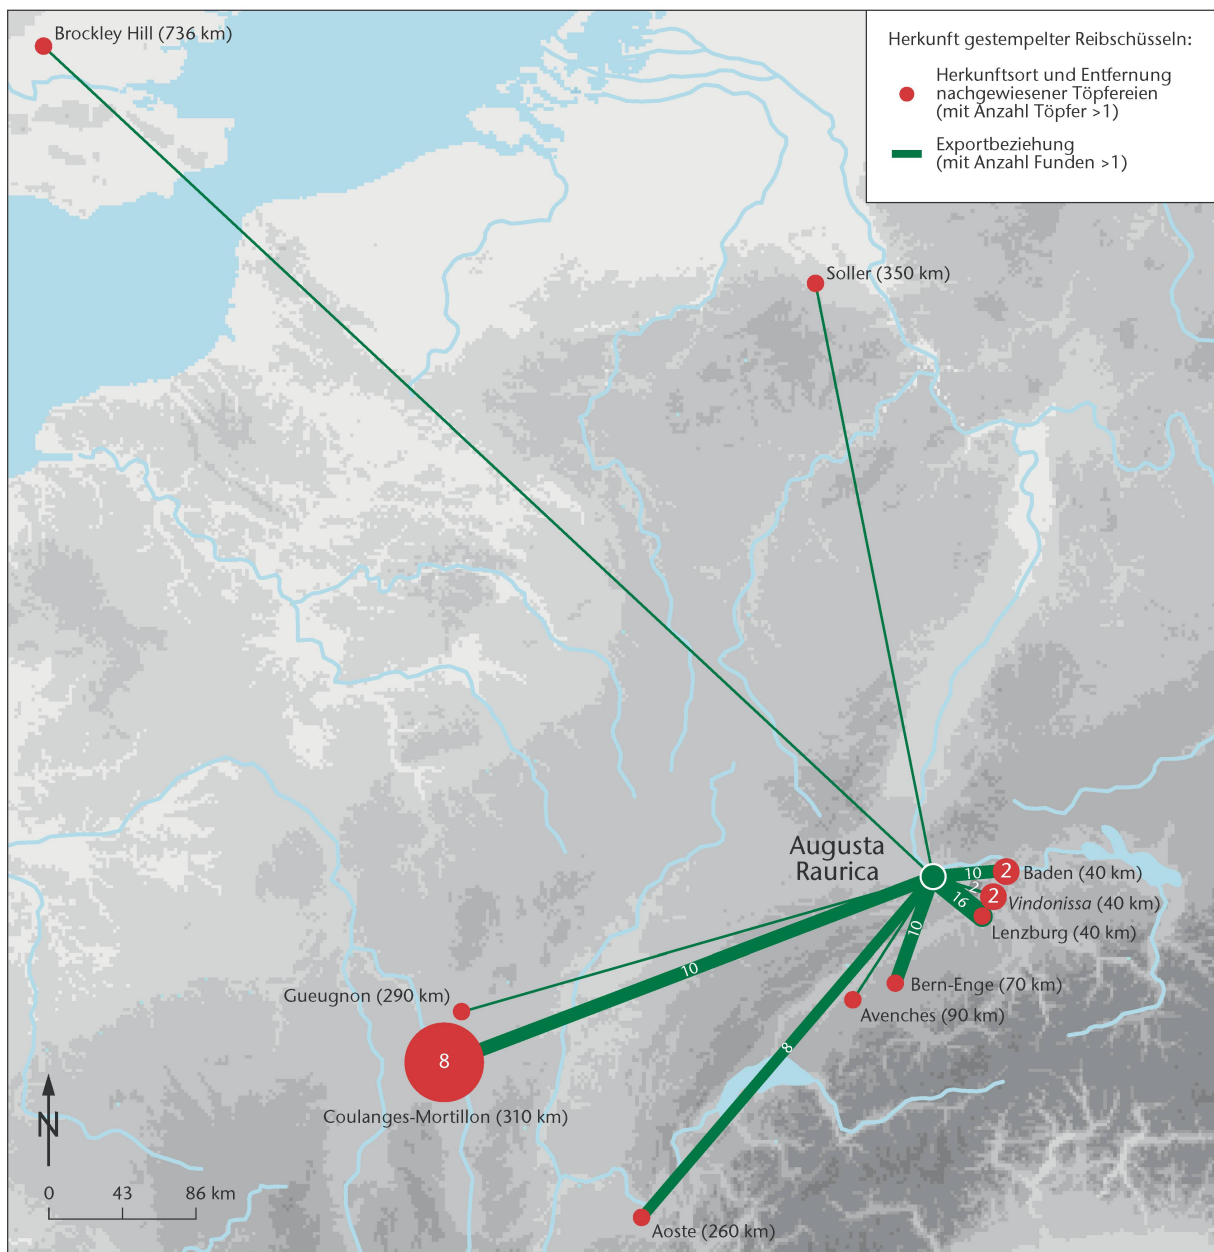 Brockley Hill (736 km)
Herkunft gestempelter Reibschüsseln:
Herkunftsort und Entfernung
nachgewiesener Töpfereien
(mit Anzahl Töpfer >1)
Exportbeziehung
(mit Anzahl Funden >1)
Soller (350 km)
Augusta
Raurica
10
2
Baden (40 km)
2
2
Vindonissa (40 km)
16
Lenzburg (40 km)
10
Bern-Enge (70 km)
Avenches (90 km)
10
Gueugnon (290 km)
8
8
Coulanges-Mortillon (310 km)
N
0 43 86 km
Aoste (260 km)